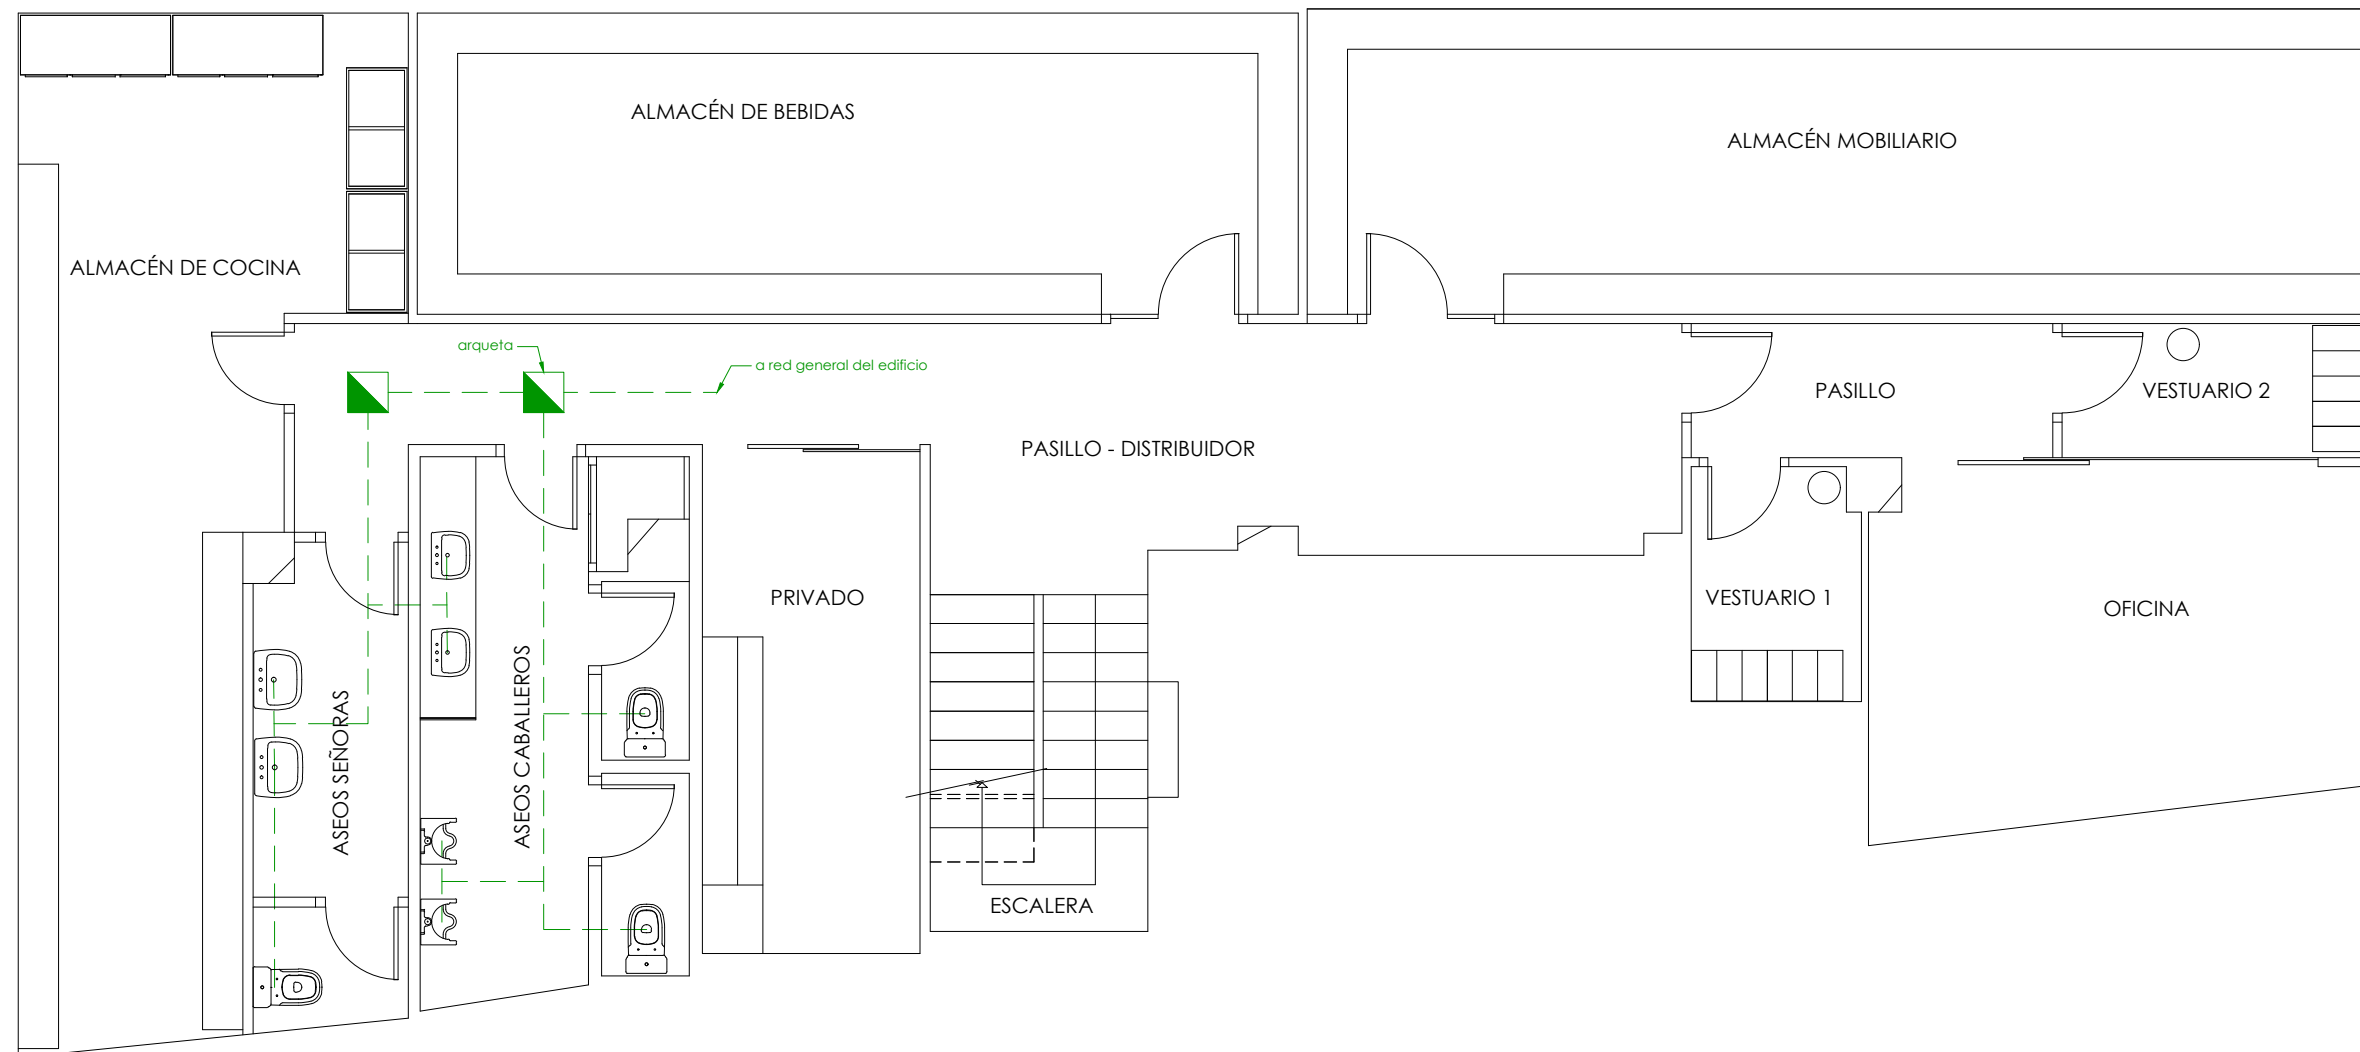 ALMACÉN DE BEBIDAS
ALMACÉN MOBILIARIO
ALMACÉN DE COCINA
arqueta
a red general del edificio
PASILLO
VESTUARIO 2
PASILLO - DISTRIBUIDOR
PRIVADO
VESTUARIO 1
OFICINA
ASEOS SEÑORAS
ASEOS CABALLEROS
ESCALERA